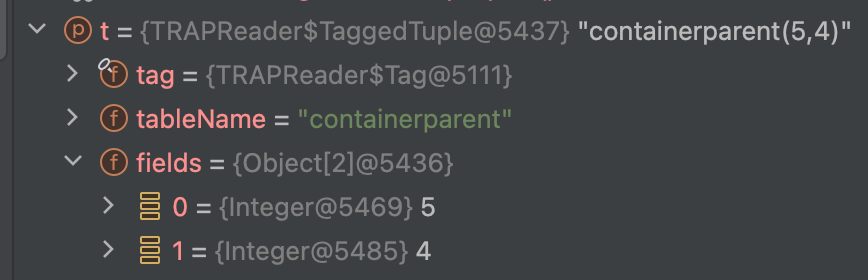 p t = {TRAPReader$TaggedTuple@5437} "containerparent(5,4)"
f tag = {TRAPReader$Tag@5111}
f tableName = "containerparent"
f fields = {Object[2]@5436}
0 = {Integer@5469} 5
1 = {Integer@5485} 4